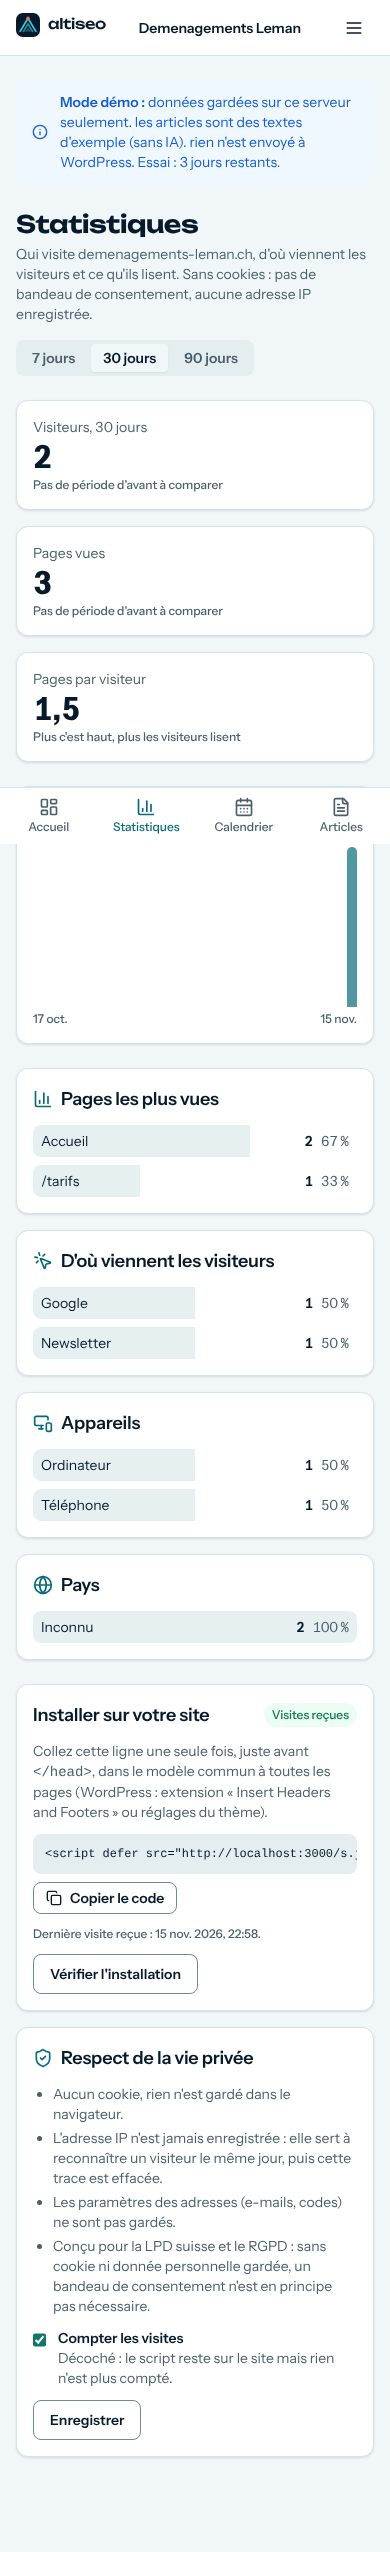 altiseo
Demenagements Leman
Mode démo : données gardées sur ce serveur
seulement. les articles sont des textes
d'exemple (sans IA). rien n'est envoyé à
WordPress. Essai : 3 jours restants.
Statistiques
Qui visite demenagements-leman.ch, d'où viennent les
visiteurs et ce qu'ils lisent. Sans cookies : pas de
bandeau de consentement, aucune adresse IP
enregistrée.
7 jours 30 jours 90 jours
Visiteurs, 30 jours
2
Pas de période d'avant à comparer
Pages vues
3
Pas de période d'avant à comparer
Pages par visiteur
1,5
Plus c'est haut, plus les visiteurs lisent
Accueil Statistiques Calendrier Articles
17 oct. 15 nov.
Pages les plus vues
Accueil 2 67 %
/tarifs 1 33 %
D'où viennent les visiteurs
Google 1 50 %
Newsletter 1 50 %
Appareils
Ordinateur 1 50 %
Téléphone 1 50 %
Pays
Inconnu 2 100 %
Installer sur votre site Visites reçues
Collez cette ligne une seule fois, juste avant
</head>, dans le modèle commun à toutes les
pages (WordPress : extension « Insert Headers
and Footers » ou réglages du thème).
<script defer src="http://localhost:3000/s.j
Copier le code
Dernière visite reçue : 15 nov. 2026, 22:58.
Vérifier l'installation
Respect de la vie privée
• Aucun cookie, rien n'est gardé dans le
navigateur.
• L'adresse IP n'est jamais enregistrée : elle sert à
reconnaître un visiteur le même jour, puis cette
trace est effacée.
• Les paramètres des adresses (e-mails, codes)
ne sont pas gardés.
• Conçu pour la LPD suisse et le RGPD : sans
cookie ni donnée personnelle gardée, un
bandeau de consentement n'est en principe
pas nécessaire.
Compter les visites
Décoché : le script reste sur le site mais rien
n'est plus compté.
Enregistrer